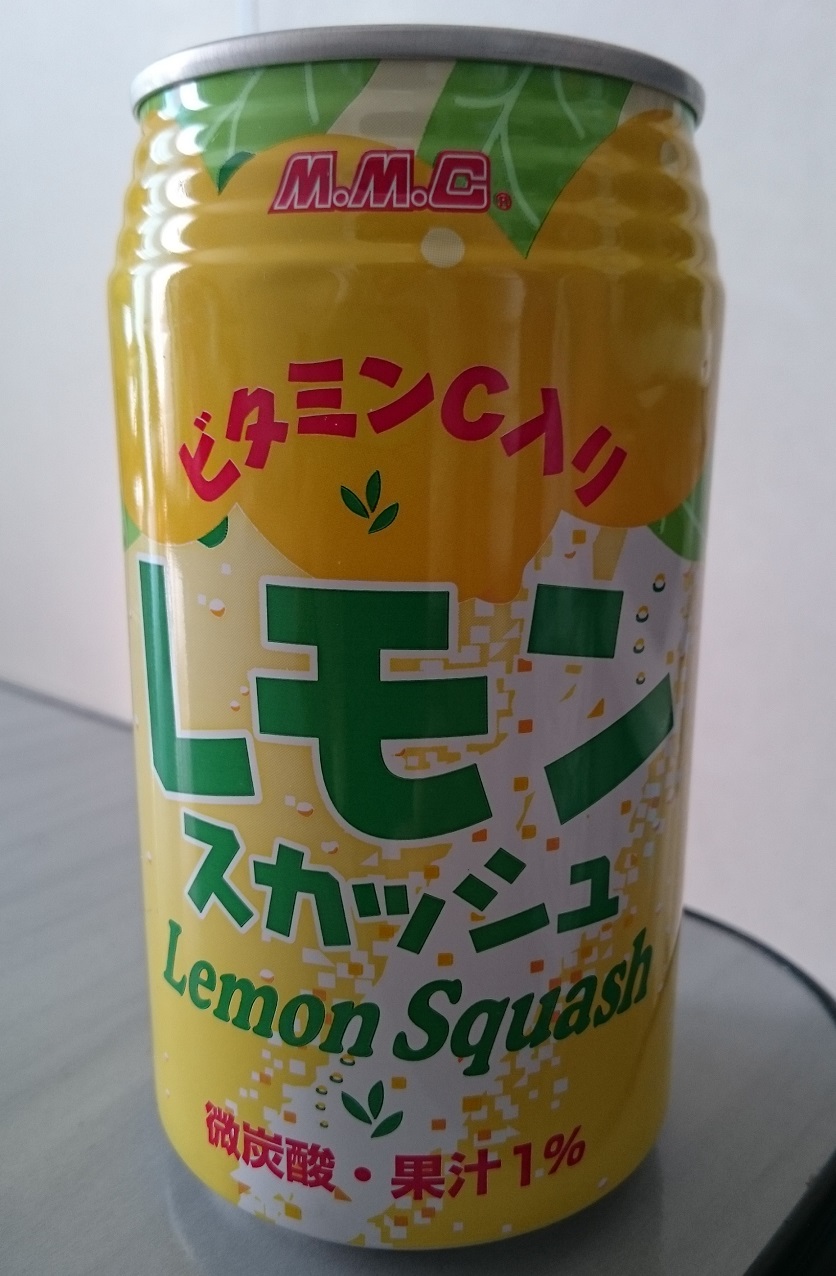 M.M.C®
ビタミンC入り
レモン
スカッシュ
Lemon Squash
微炭酸・果汁1%